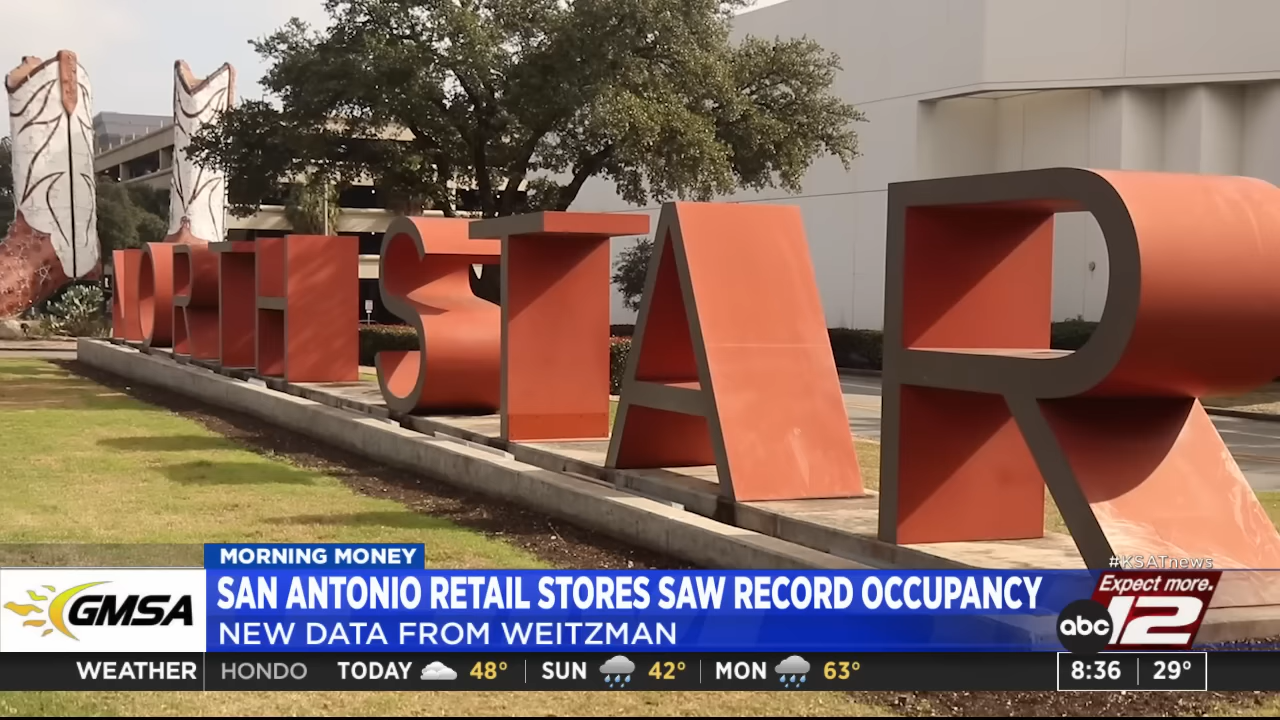 NORTH STAR
#KSATnews
MORNING MONEY
SAN ANTONIO RETAIL STORES SAW RECORD OCCUPANCY
NEW DATA FROM WEITZMAN
GMSA
Expect more.
abc 12
WEATHER HONDO TODAY 48° SUN 42° MON 63° 8:36 29°